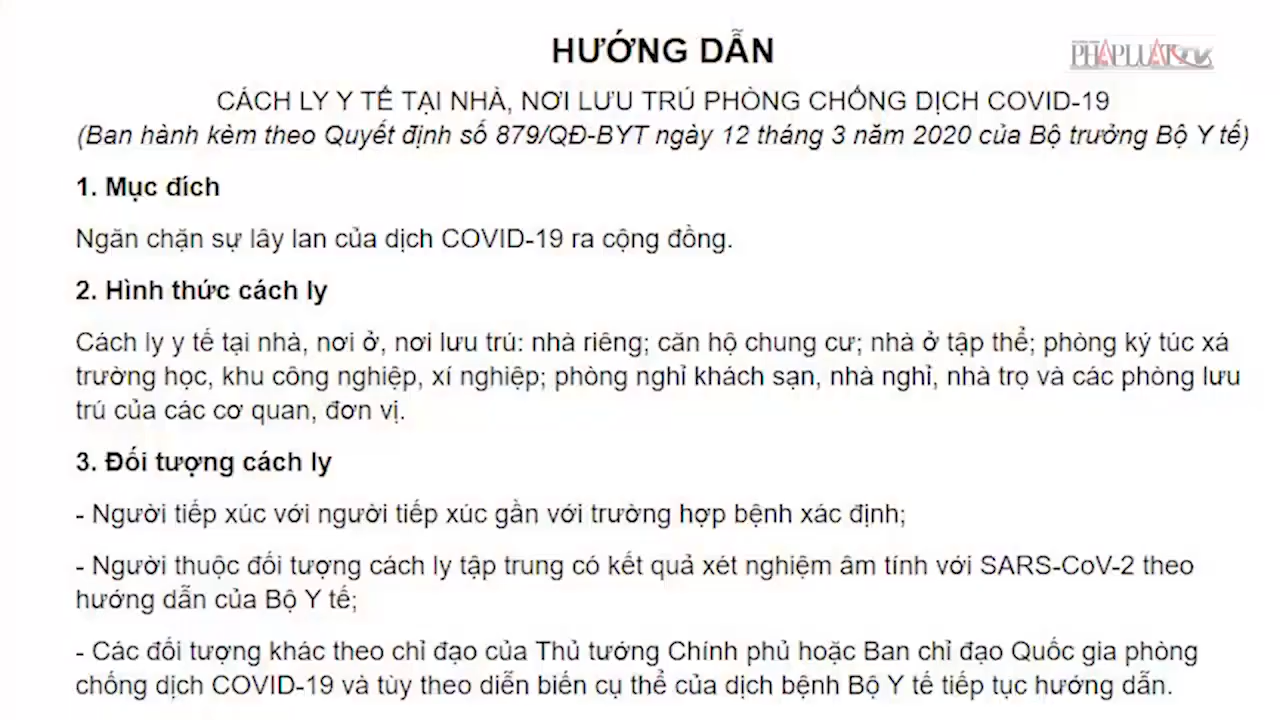 HƯỚNG DẪN
PHÁPLUẬT TV
CÁCH LY Y TẾ TẠI NHÀ, NƠI LƯU TRÚ PHÒNG CHỐNG DỊCH COVID-19
(Ban hành kèm theo Quyết định số 879/QĐ-BYT ngày 12 tháng 3 năm 2020 của Bộ trưởng Bộ Y tế)
1. Mục đích
Ngăn chặn sự lây lan của dịch COVID-19 ra cộng đồng.
2. Hình thức cách ly
Cách ly y tế tại nhà, nơi ở, nơi lưu trú: nhà riêng; căn hộ chung cư; nhà ở tập thể; phòng ký túc xá
trường học, khu công nghiệp, xí nghiệp; phòng nghỉ khách sạn, nhà nghỉ, nhà trọ và các phòng lưu
trú của các cơ quan, đơn vị.
3. Đối tượng cách ly
- Người tiếp xúc với người tiếp xúc gần với trường hợp bệnh xác định;
- Người thuộc đối tượng cách ly tập trung có kết quả xét nghiệm âm tính với SARS-CoV-2 theo
hướng dẫn của Bộ Y tế;
- Các đối tượng khác theo chỉ đạo của Thủ tướng Chính phủ hoặc Ban chỉ đạo Quốc gia phòng
chống dịch COVID-19 và tùy theo diễn biến cụ thể của dịch bệnh Bộ Y tế tiếp tục hướng dẫn.